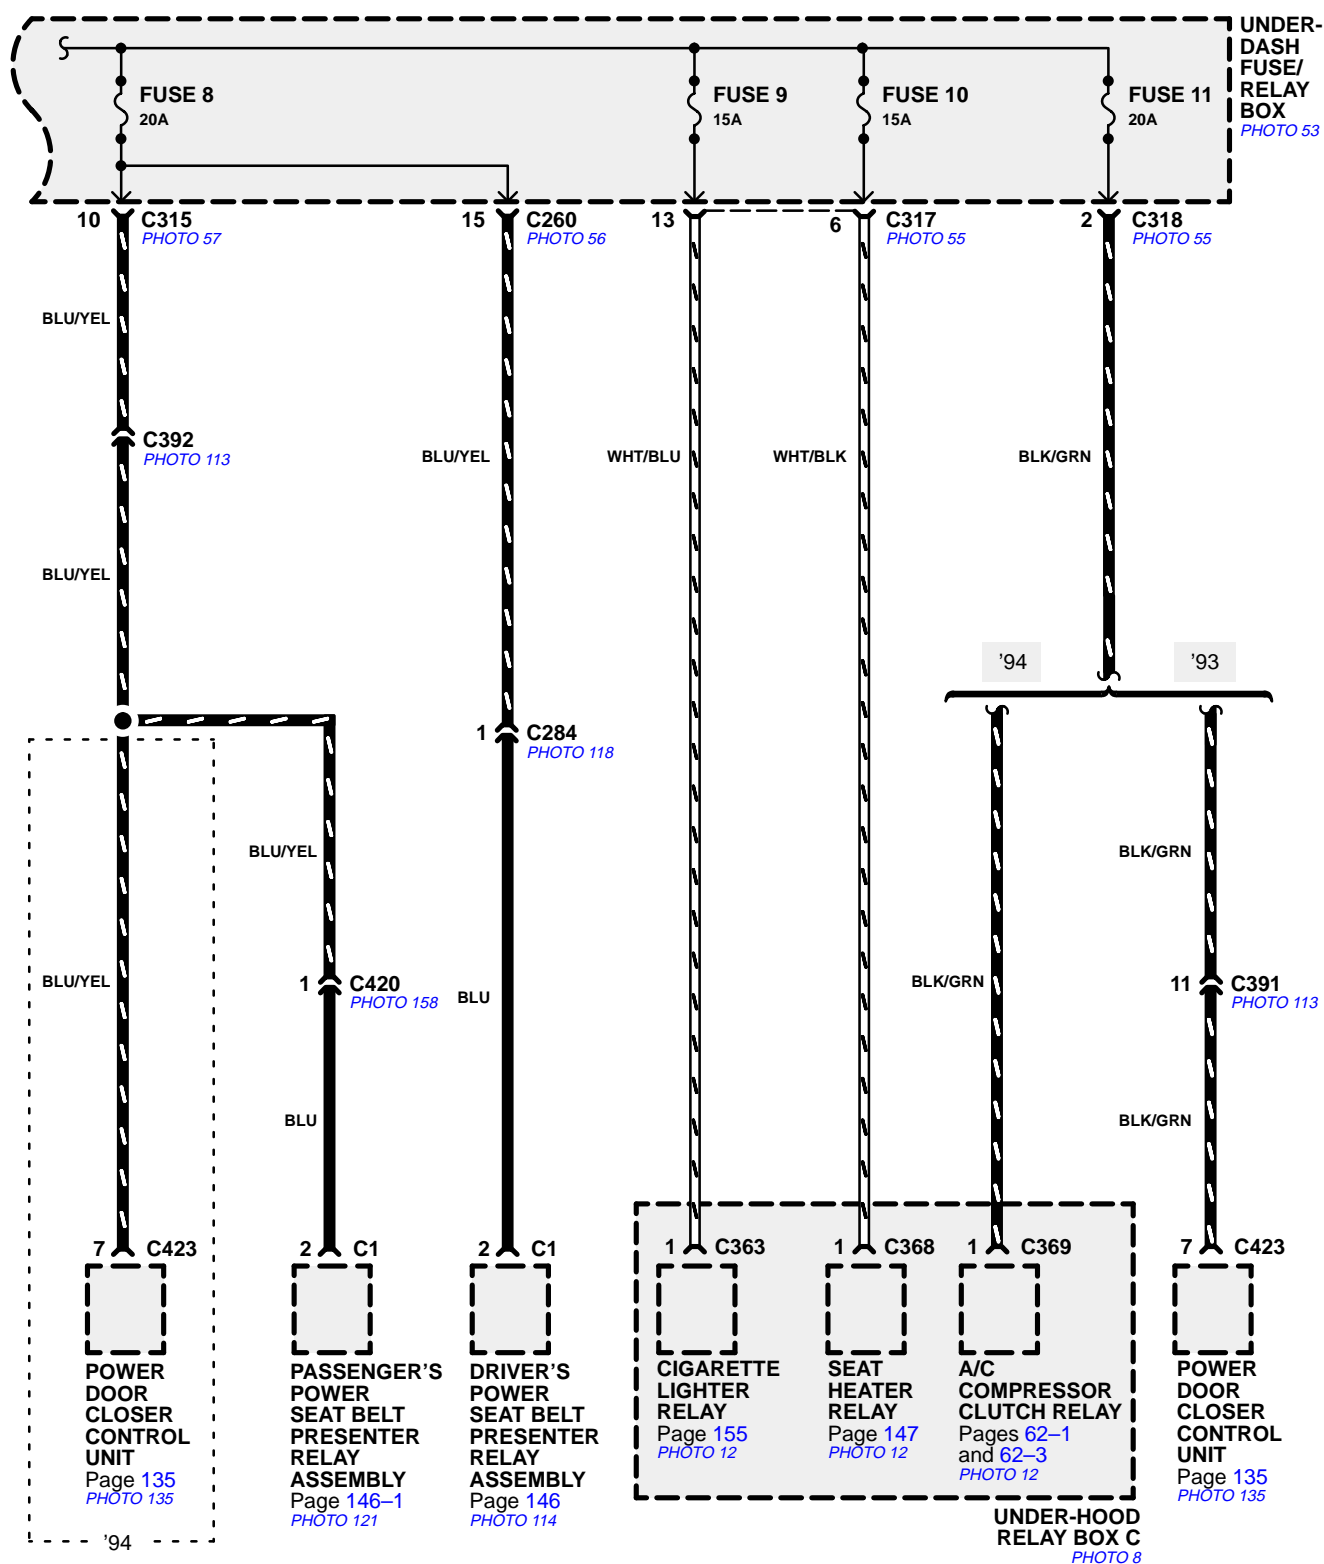 UNDER-
DASH
FUSE/
RELAY
BOX
PHOTO 53
FUSE 8
20A
FUSE 9
15A
FUSE 10
15A
FUSE 11
20A
10 C315
PHOTO 57
15 C260
PHOTO 56
13
6 C317
PHOTO 55
2 C318
PHOTO 55
BLU/YEL
C392
PHOTO 113
BLU/YEL
WHT/BLU
WHT/BLK
BLK/GRN
BLU/YEL
’94
’93
1 C284
PHOTO 118
BLU/YEL
BLK/GRN
BLU/YEL
1 C420
PHOTO 158
BLU
BLK/GRN
11 C391
PHOTO 113
BLU
BLK/GRN
7 C423
2 C1
2 C1
1 C363
1 C368
1 C369
7 C423
POWER
DOOR
CLOSER
CONTROL
UNIT
Page 135
PHOTO 135
’94
PASSENGER’S
POWER
SEAT BELT
PRESENTER
RELAY
ASSEMBLY
Page 146–1
PHOTO 121
DRIVER’S
POWER
SEAT BELT
PRESENTER
RELAY
ASSEMBLY
Page 146
PHOTO 114
CIGARETTE
LIGHTER
RELAY
Page 155
PHOTO 12
SEAT
HEATER
RELAY
Page 147
PHOTO 12
A/C
COMPRESSOR
CLUTCH RELAY
Pages 62–1
and 62–3
PHOTO 12
UNDER-HOOD
RELAY BOX C
PHOTO 8
POWER
DOOR
CLOSER
CONTROL
UNIT
Page 135
PHOTO 135